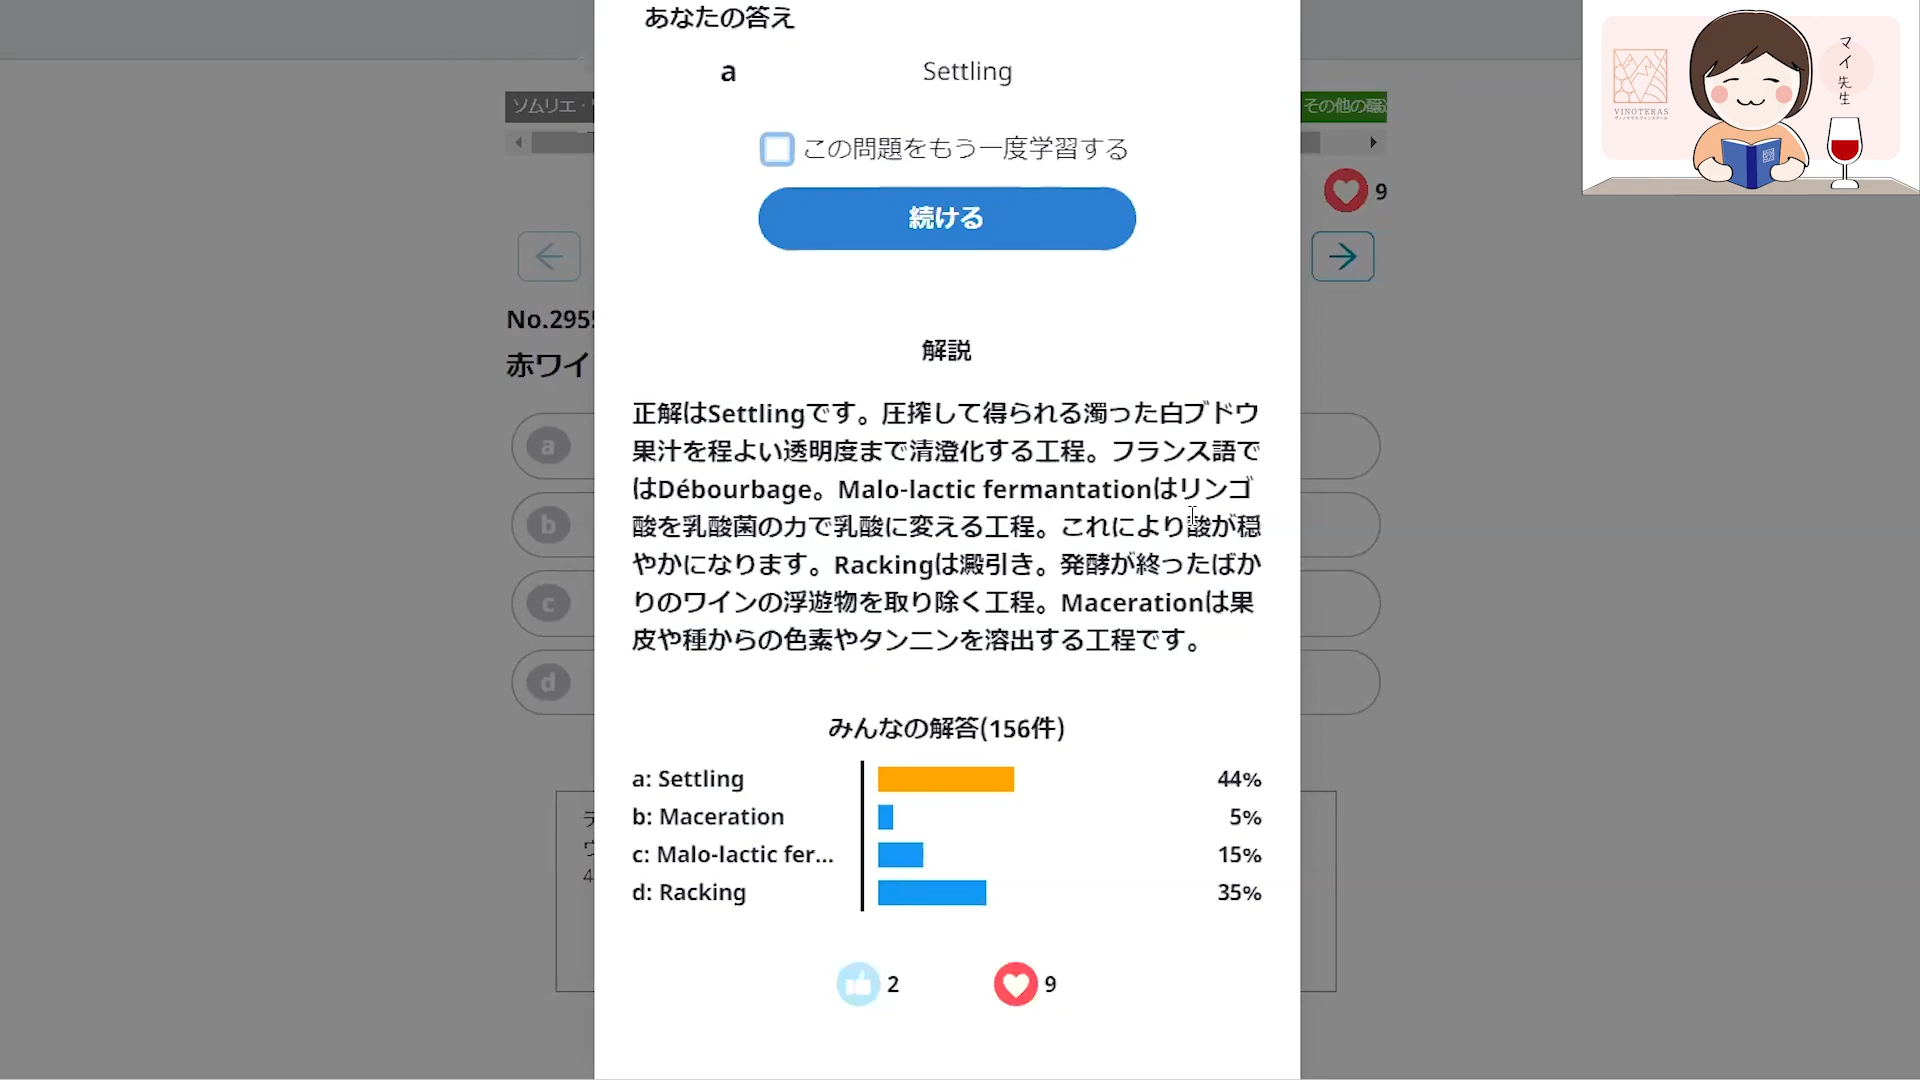 あなたの答え
a Settling
この問題をもう一度学習する
続ける
解説
正解はSettlingです。圧搾して得られる濁った白ブドウ
果汁を程よい透明度まで清澄化する工程。フランス語で
はDébourbage。Malo-lactic fermantationはリンゴ
酸を乳酸菌の力で乳酸に変える工程。これにより酸が穏
やかになります。Rackingは澱引き。発酵が終ったばか
りのワインの浮遊物を取り除く工程。Macerationは果
皮や種からの色素やタンニンを溶出する工程です。
みんなの解答(156件)
a: Settling 44%
b: Maceration 5%
c: Malo-lactic fer... 15%
d: Racking 35%
2 9
ソムリエ・
その他の醸
9
No.295
赤ワイ
a
b
c
d
4
マイ先生
VINOTERAS